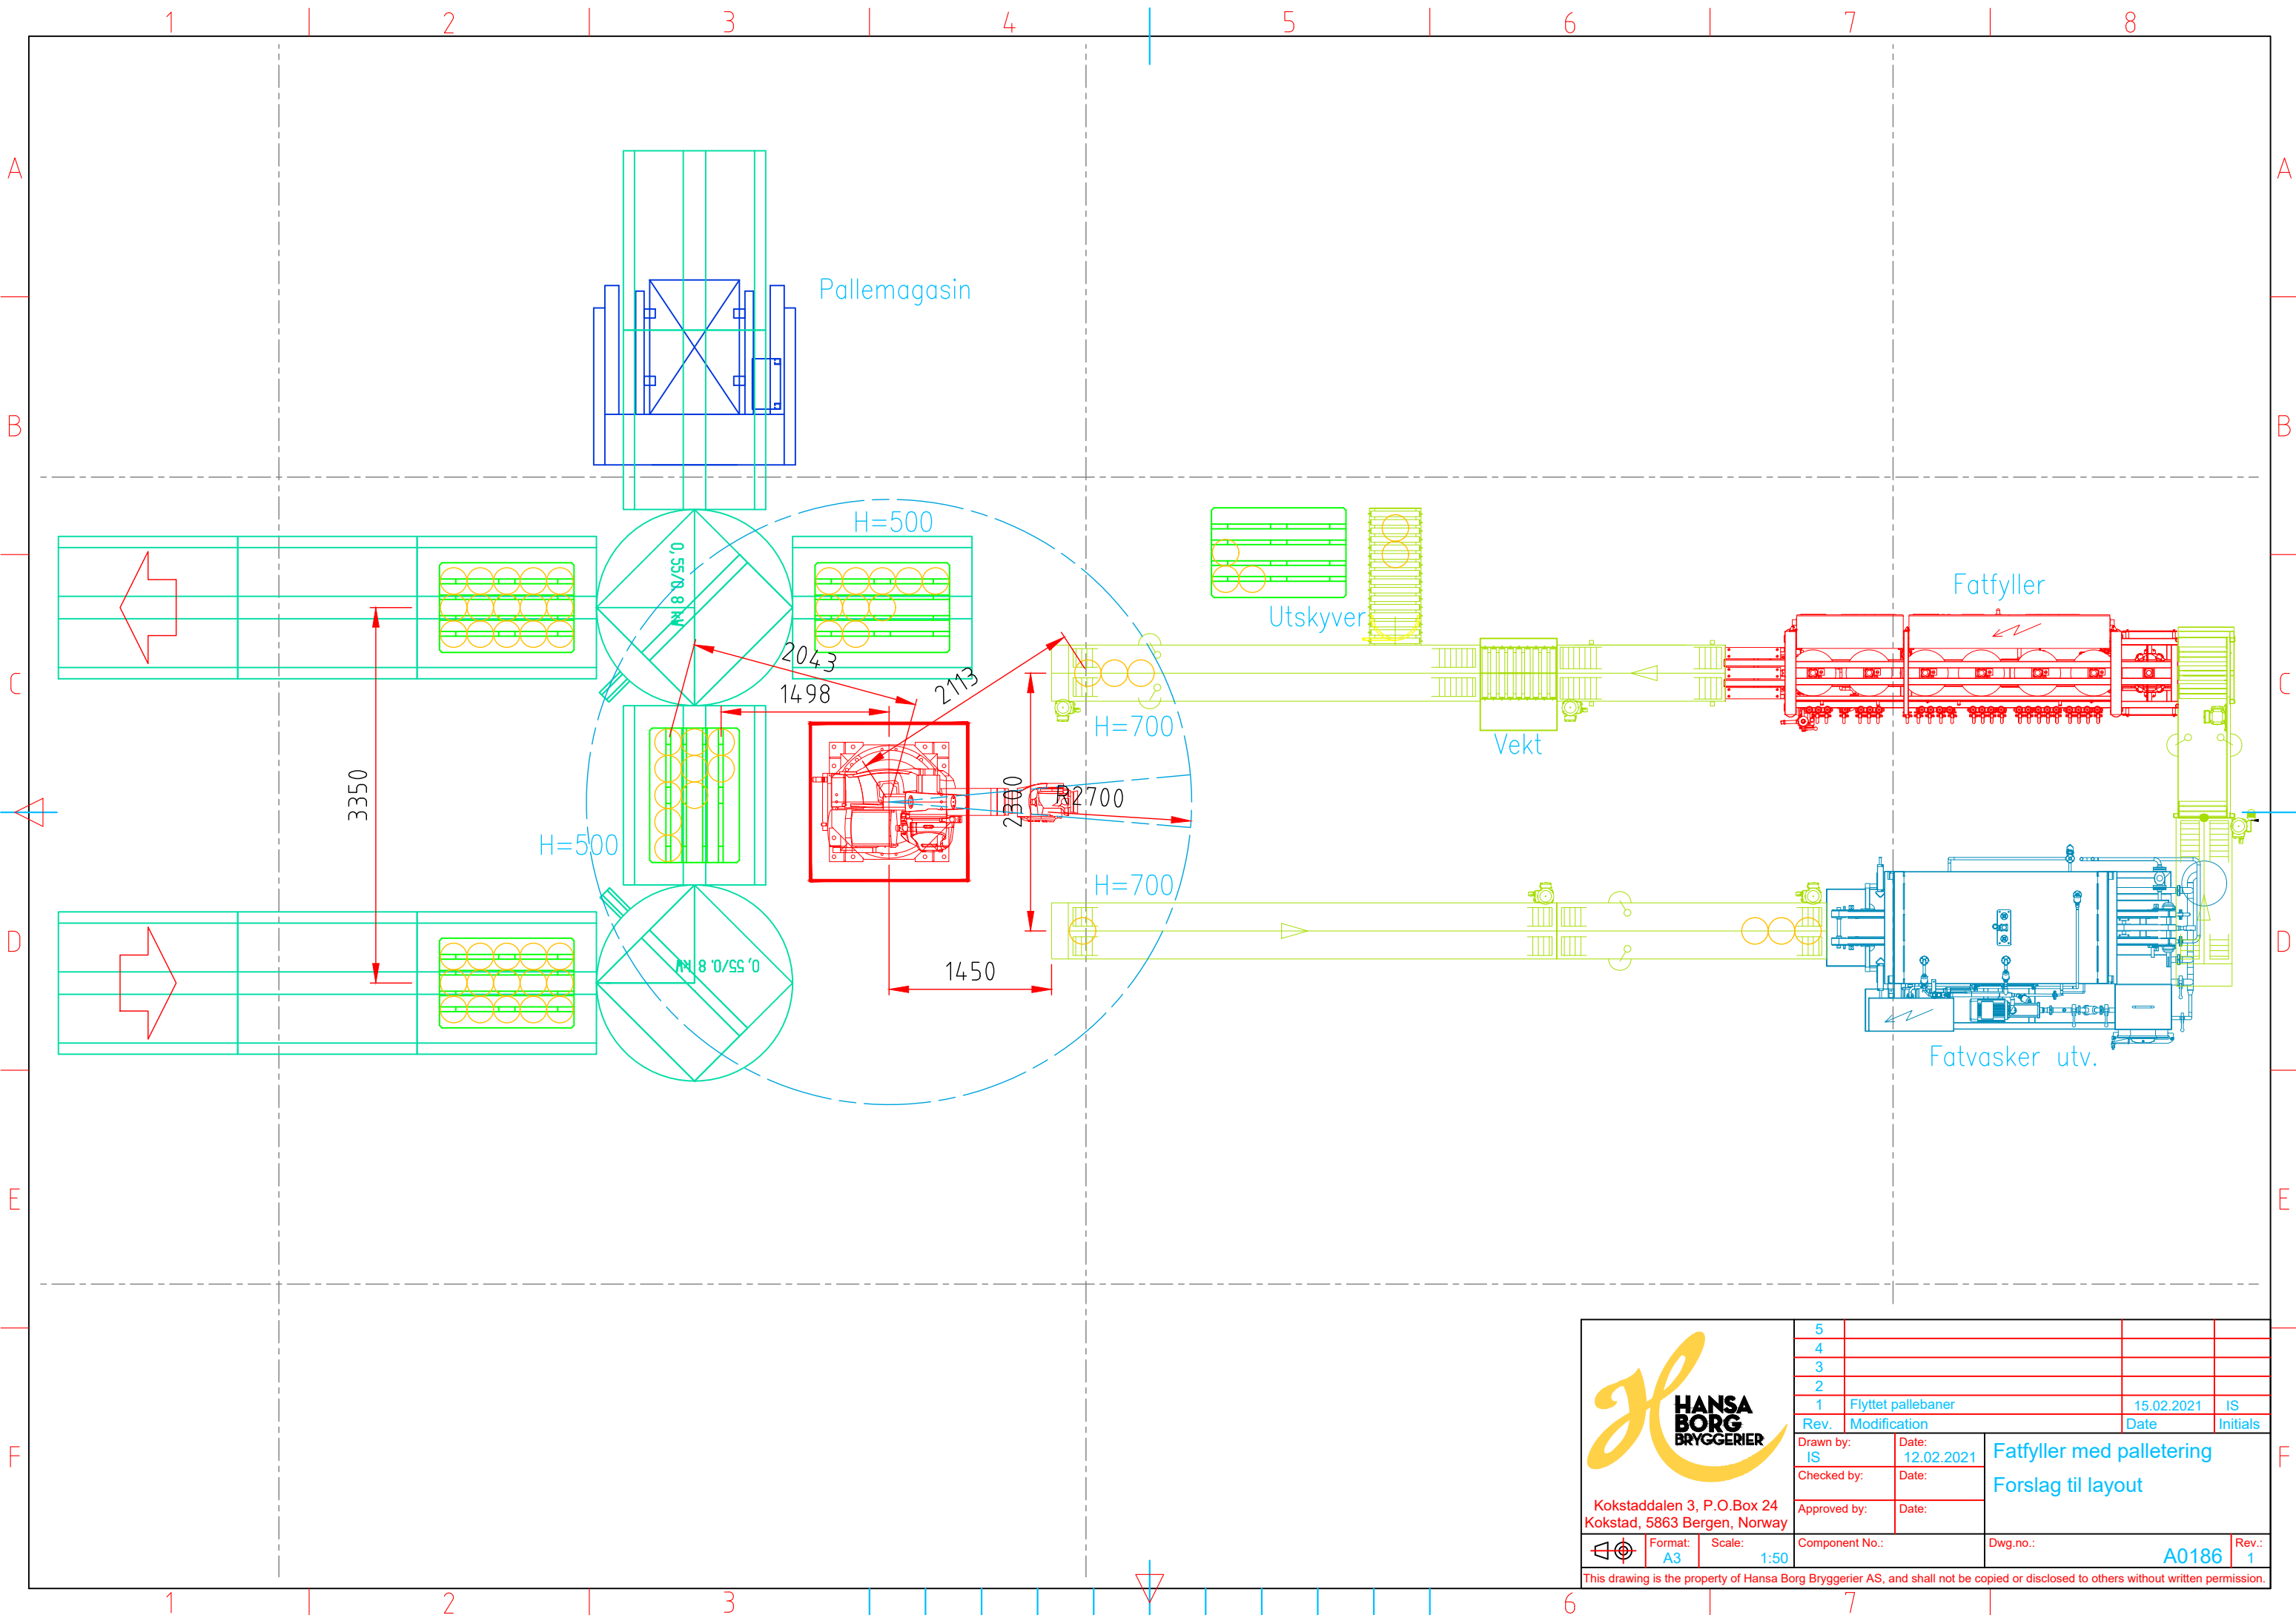 1 2 3 4 5 6 7 8
A A
Pallemagasin
B B
H=500
0,55/0.8 kW
Fatfyller
Utskyver
2043
2113
1498
C C
H=700
Vekt
3350
2300
R2700
H=500
H=700
D D
0,55/0.8 kW
1450
Fatvasker utv.
E E
5
4
3
2
1 Flyttet pallebaner 15.02.2021 IS
Rev. Modification Date Initials
HANSA
BORG
BRYGGERIER
Drawn by: Date:
IS 12.02.2021
Fatfyller med palletering
F F
Checked by: Date:
Forslag til layout
Kokstaddalen 3, P.O.Box 24
Approved by: Date:
Kokstad, 5863 Bergen, Norway
Format: Scale: Component No.: Dwg.no.: Rev.:
A3 1:50 A0186 1
This drawing is the property of Hansa Borg Bryggerier AS, and shall not be copied or disclosed to others without written permission.
1 2 3 6 7